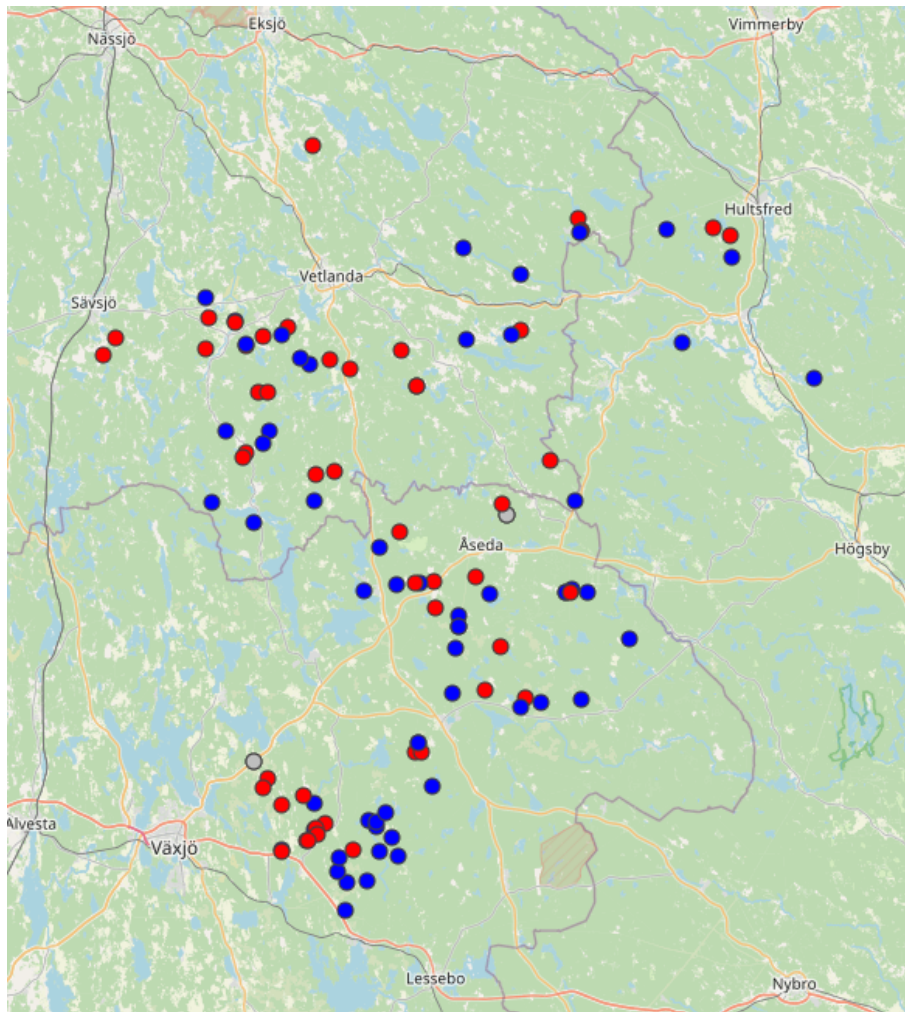 Eksjö
Vimmerby
Nässjö
Hultsfred
Vetlanda
Sävsjö
Åseda
Högsby
Alvesta
Växjö
Lessebo
Nybro